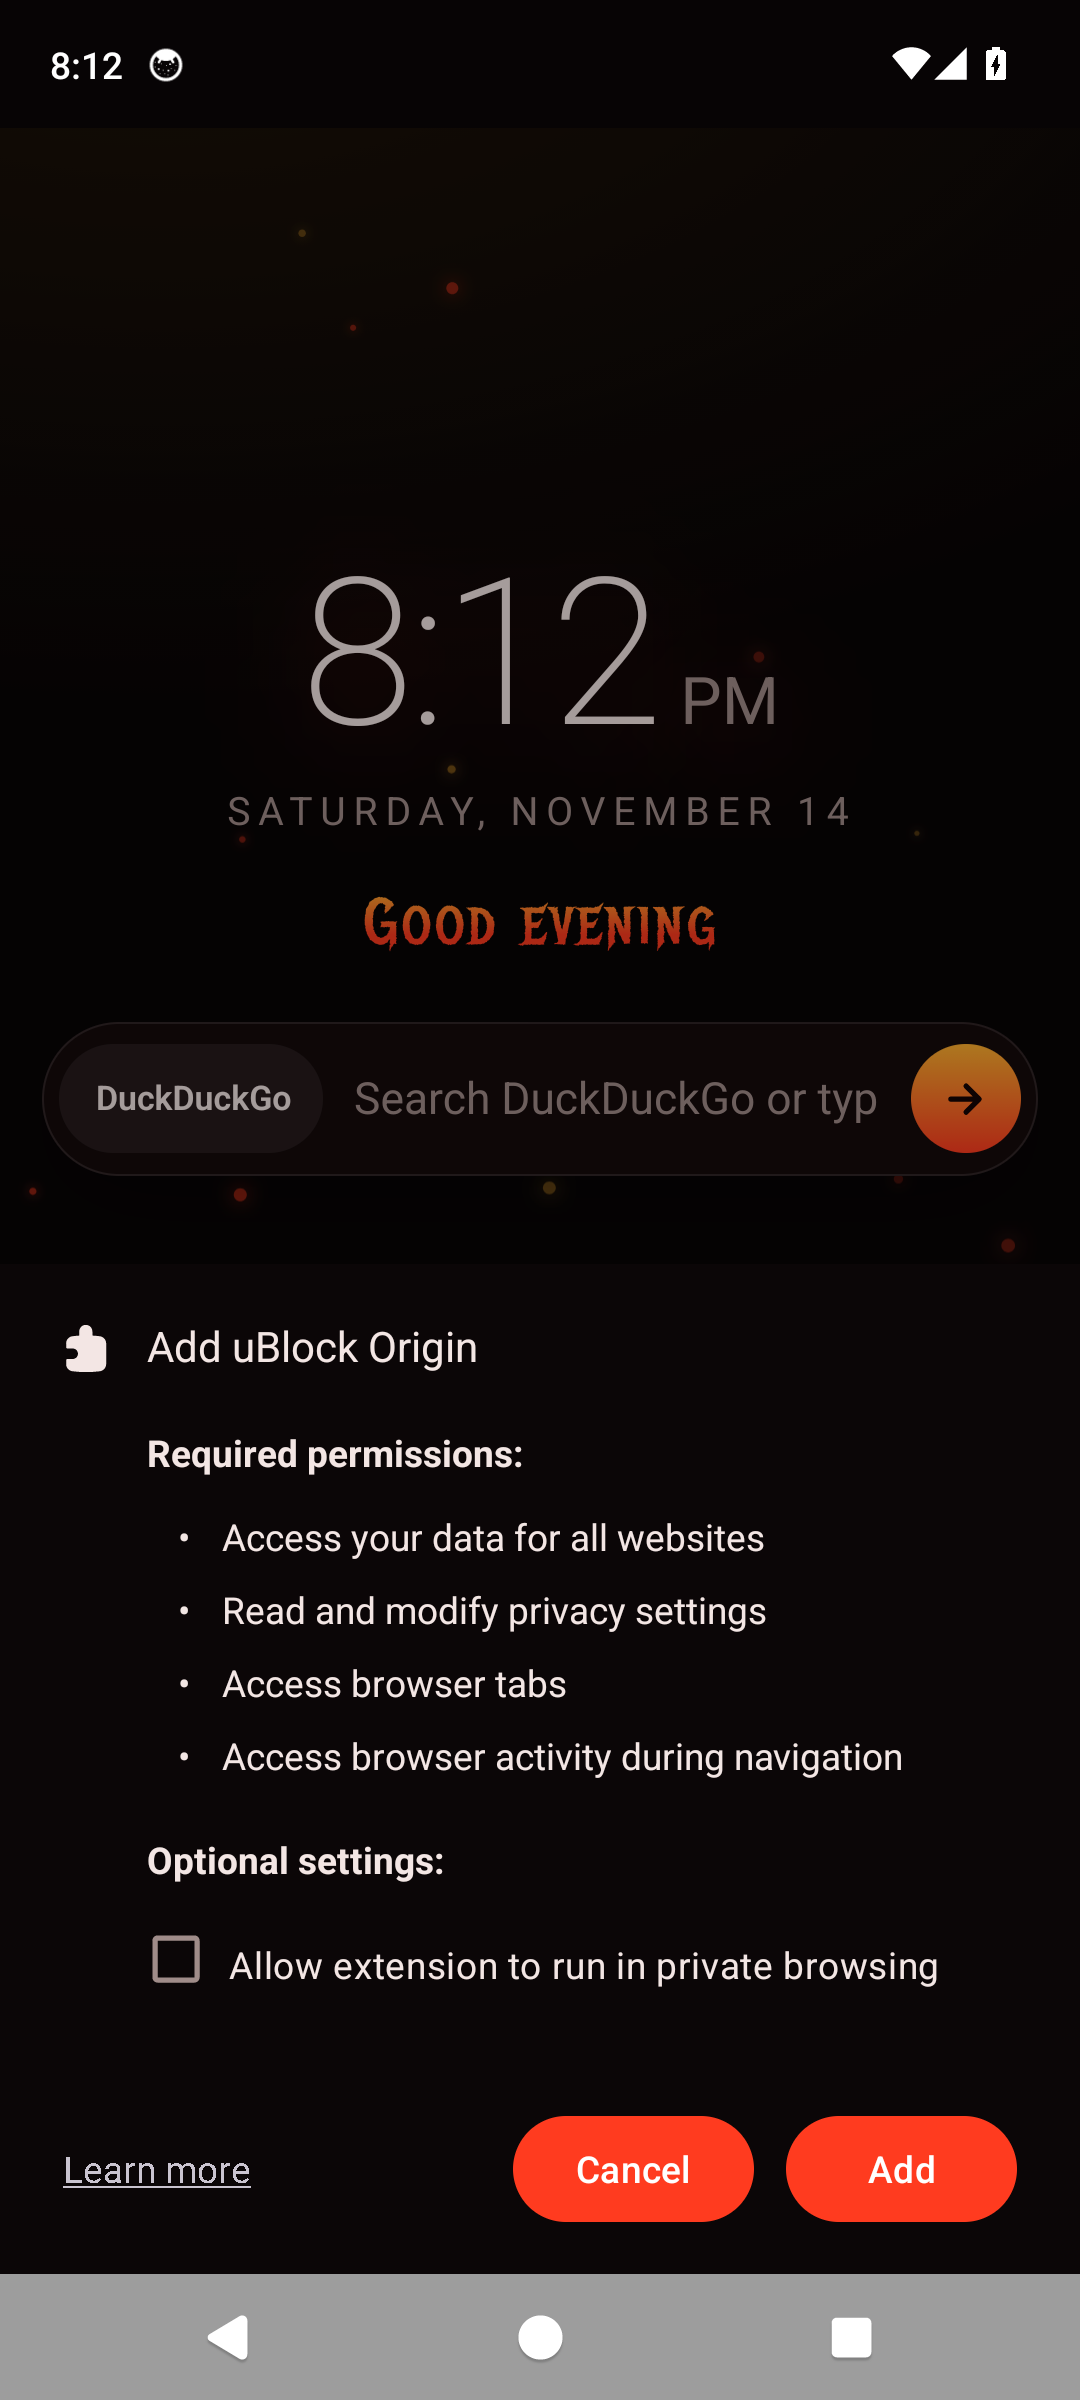 8:12
8:12 PM
SATURDAY, NOVEMBER 14
Good evening
DuckDuckGo Search DuckDuckGo or typ
Add uBlock Origin
Required permissions:
• Access your data for all websites
• Read and modify privacy settings
• Access browser tabs
• Access browser activity during navigation
Optional settings:
Allow extension to run in private browsing
Learn more Cancel Add